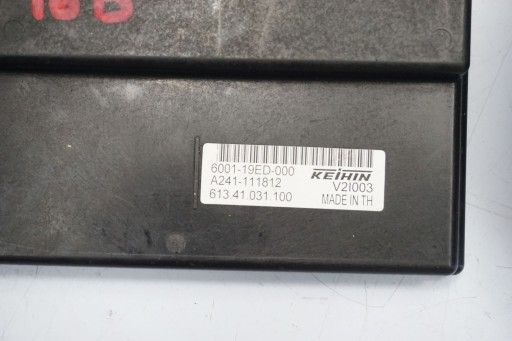 6001-19ED-000
KEIHIN
A241-111812
V2I003
613.41.031.100
MADE IN TH